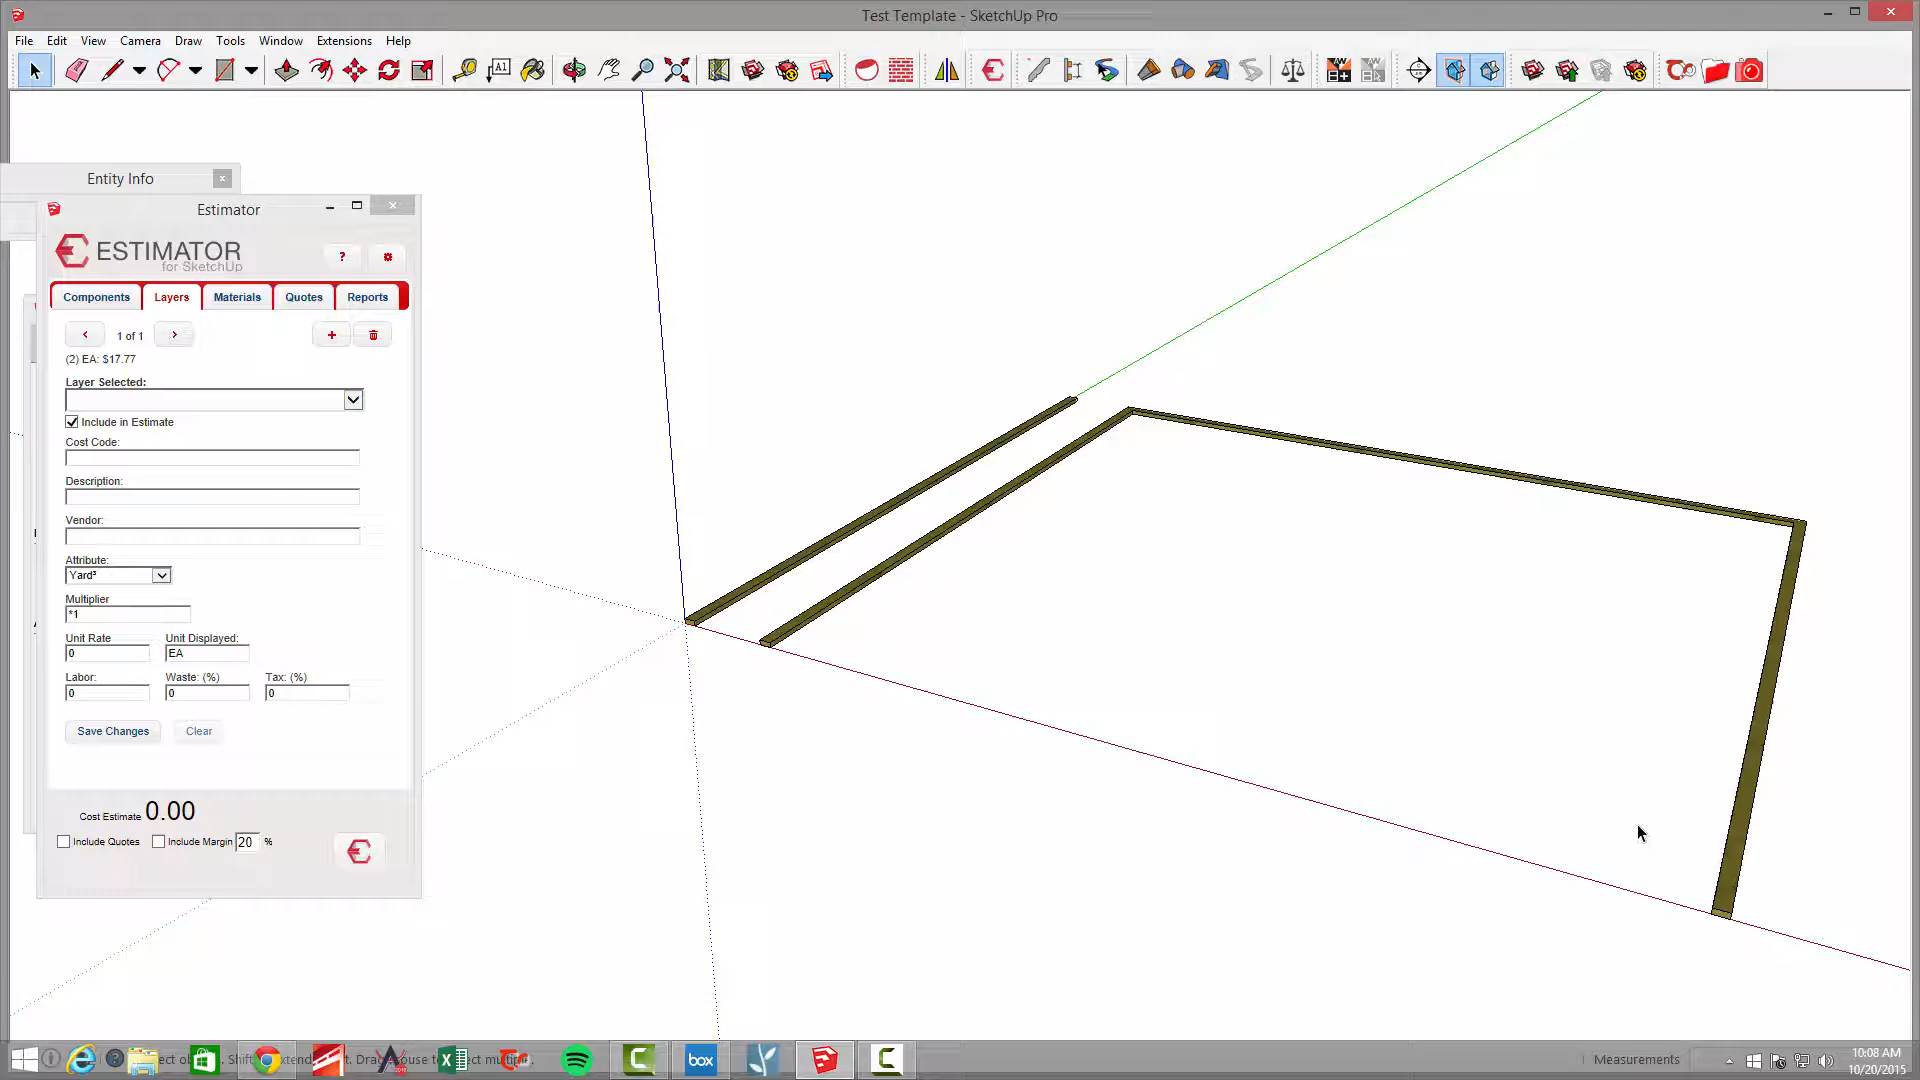 Test Template - SketchUp Pro
File Edit View Camera Draw Tools Window Extensions Help
A1
Entity Info
Estimator
ESTIMATOR
for SketchUp
?
Components Layers Materials Quotes Reports
< 1 of 1 > +
(2) EA: $17.77
Layer Selected:
Include in Estimate
Cost Code:
Description:
Vendor:
Attribute:
Yard³
Multiplier
*1
Unit Rate Unit Displayed:
0 EA
Labor: Waste: (%) Tax: (%)
0 0 0
Save Changes Clear
Cost Estimate 0.00
Include Quotes Include Margin 20 %
box
Measurements
10:08 AM
10/20/2015